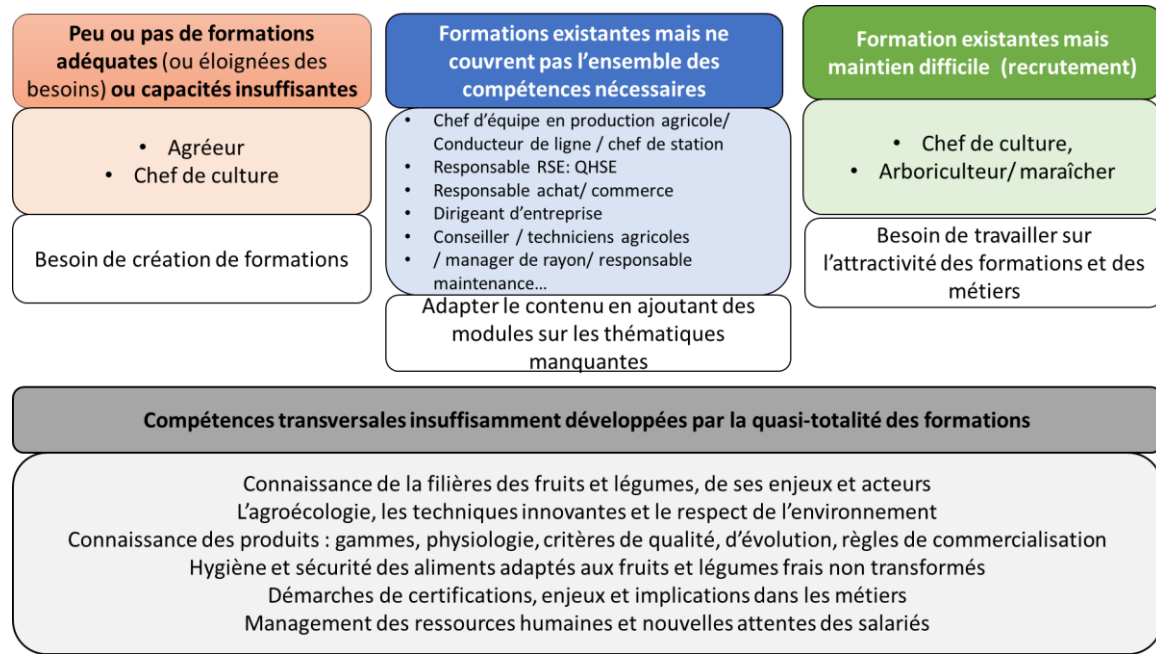 Peu ou pas de formations
adéquates (ou éloignées des
besoins) ou capacités insuffisantes
• Agréeur
• Chef de culture
Besoin de création de formations
Formations existantes mais ne
couvrent pas l'ensemble des
compétences nécessaires
• Chef d'équipe en production agricole/
Conducteur de ligne / chef de station
• Responsable RSE: QHSE
• Responsable achat/ commerce
• Dirigeant d'entreprise
• Conseiller / techniciens agricoles
• / manager de rayon/ responsable
maintenance…
Adapter le contenu en ajoutant des
modules sur les thématiques
manquantes
Formation existantes mais
maintien difficile (recrutement)
• Chef de culture,
• Arboriculteur/ maraîcher
Besoin de travailler sur
l'attractivité des formations et des
métiers
Compétences transversales insuffisamment développées par la quasi-totalité des formations
Connaissance de la filières des fruits et légumes, de ses enjeux et acteurs
L'agroécologie, les techniques innovantes et le respect de l'environnement
Connaissance des produits : gammes, physiologie, critères de qualité, d'évolution, règles de commercialisation
Hygiène et sécurité des aliments adaptés aux fruits et légumes frais non transformés
Démarches de certifications, enjeux et implications dans les métiers
Management des ressources humaines et nouvelles attentes des salariés